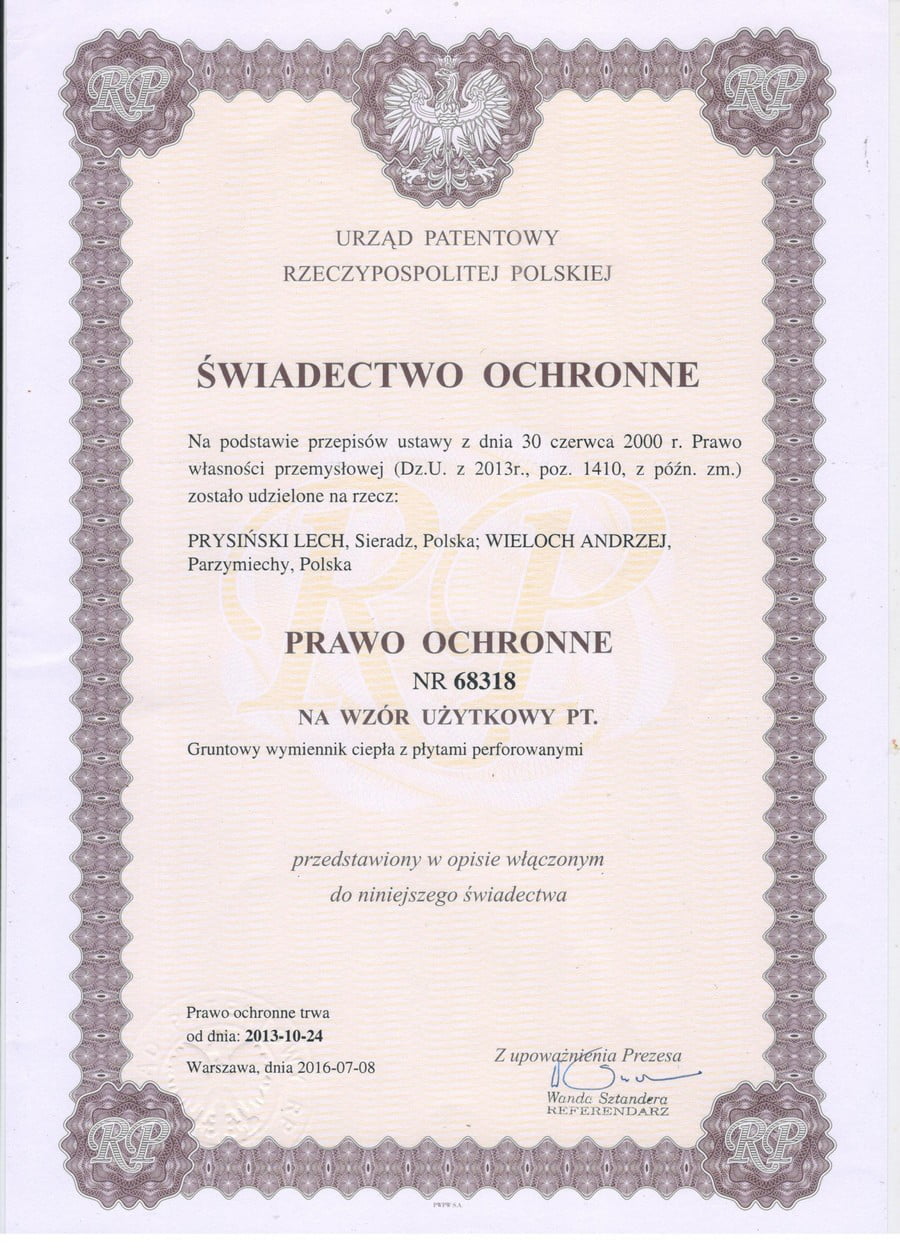 RP
RP
URZĄD PATENTOWY
RZECZYPOSPOLITEJ POLSKIEJ
ŚWIADECTWO OCHRONNE
Na podstawie przepisów ustawy z dnia 30 czerwca 2000 r. Prawo
własności przemysłowej (Dz.U. z 2013r., poz. 1410, z późn. zm.)
zostało udzielone na rzecz:
PRYSIŃSKI LECH, Sieradz, Polska; WIELOCH ANDRZEJ,
Parzymiechy, Polska
RP
PRAWO OCHRONNE
NR 68318
NA WZÓR UŻYTKOWY PT.
Gruntowy wymiennik ciepła z płytami perforowanymi
przedstawiony w opisie włączonym
do niniejszego świadectwa
Prawo ochronne trwa
od dnia: 2013-10-24
Warszawa, dnia 2016-07-08
Z upoważnienia Prezesa
Wanda Sztandera
REFERENDARZ
RP
RP
PWPW S.A.